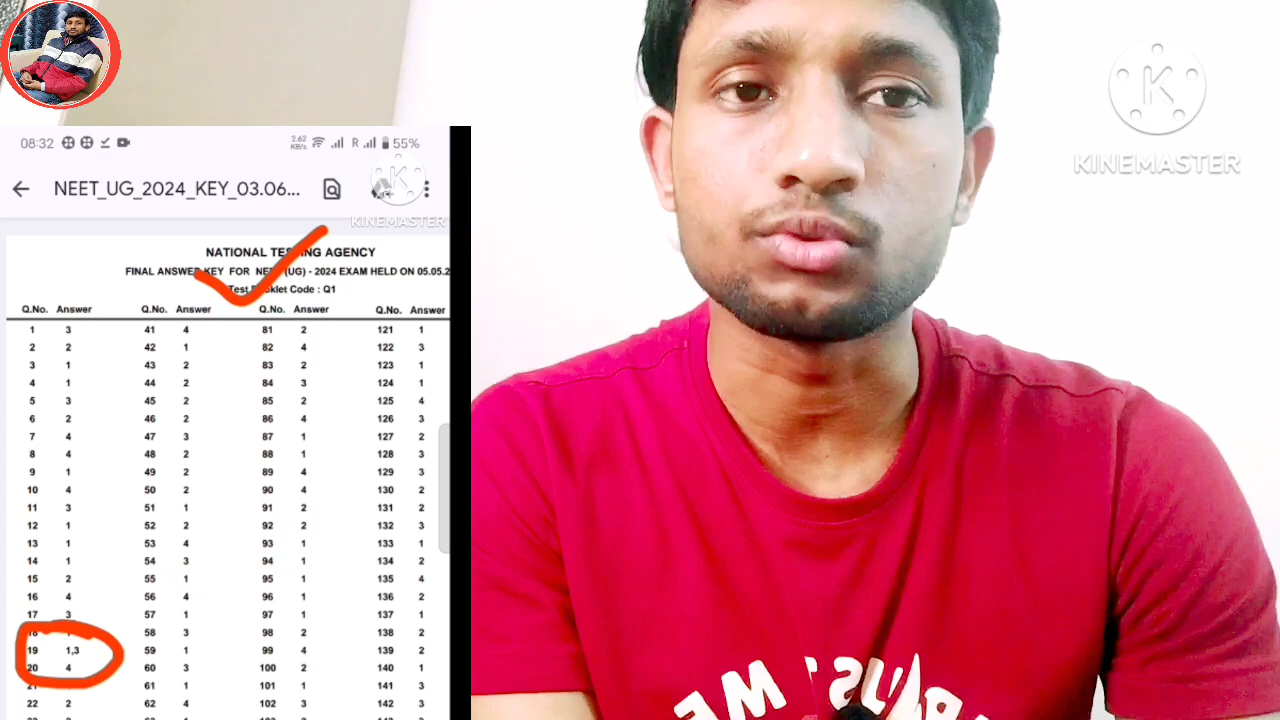 KINEMASTER
08:32 2.62 KB/s R 55%
NEET_UG_2024_KEY_03.06...
KINEMASTER
NATIONAL TESTING AGENCY
FINAL ANSWER KEY FOR NEET (UG) - 2024 EXAM HELD ON 05.05.2
Test Booklet Code : Q1
Q.No. Answer Q.No. Answer Q.No. Answer Q.No. Answer
1 3 41 4 81 2 121 1
2 2 42 1 82 4 122 3
3 1 43 2 83 2 123 1
4 1 44 2 84 3 124 1
5 3 45 2 85 2 125 4
6 2 46 2 86 4 126 3
7 4 47 3 87 1 127 2
8 4 48 2 88 1 128 3
9 1 49 2 89 4 129 3
10 4 50 2 90 4 130 2
11 3 51 1 91 2 131 2
12 1 52 2 92 2 132 3
13 1 53 4 93 1 133 1
14 1 54 3 94 1 134 2
15 2 55 1 95 1 135 4
16 4 56 4 96 1 136 2
17 3 57 1 97 1 137 1
18 58 3 98 2 138 2
19 1,3 59 1 99 4 139 2
20 4 60 3 100 2 140 1
21 61 1 101 1 141 3
22 2 62 4 102 3 142 3
ME